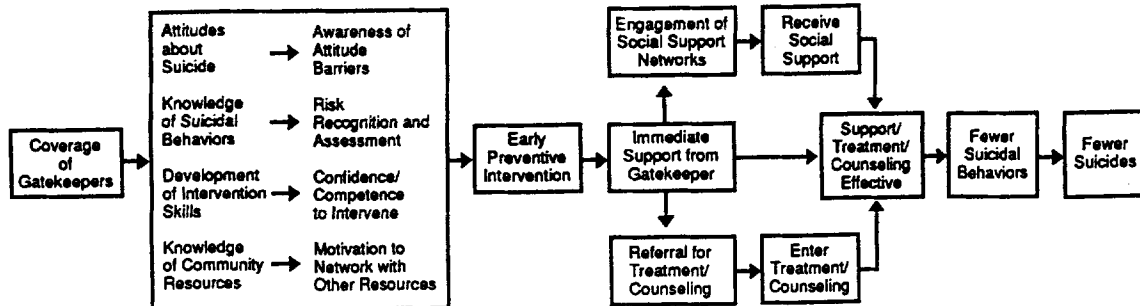 Coverage
of
Gatekeepers
Attitudes
about
Suicide
Awareness of
Attitude
Barriers
Knowledge
of Suicidal
Behaviors
Risk
Recognition and
Assessment
Development
of Intervention
Skills
Confidence/
Competence
to Intervene
Knowledge
of Community
Resources
Motivation to
Network with
Other Resources
Early
Preventive
Intervention
Immediate
Support from
Gatekeeper
Engagement of
Social Support
Networks
Receive
Social
Support
Referral for
Treatment/
Counseling
Enter
Treatment/
Counseling
Support/
Treatment/
Counseling
Effective
Fewer
Suicidal
Behaviors
Fewer
Suicides